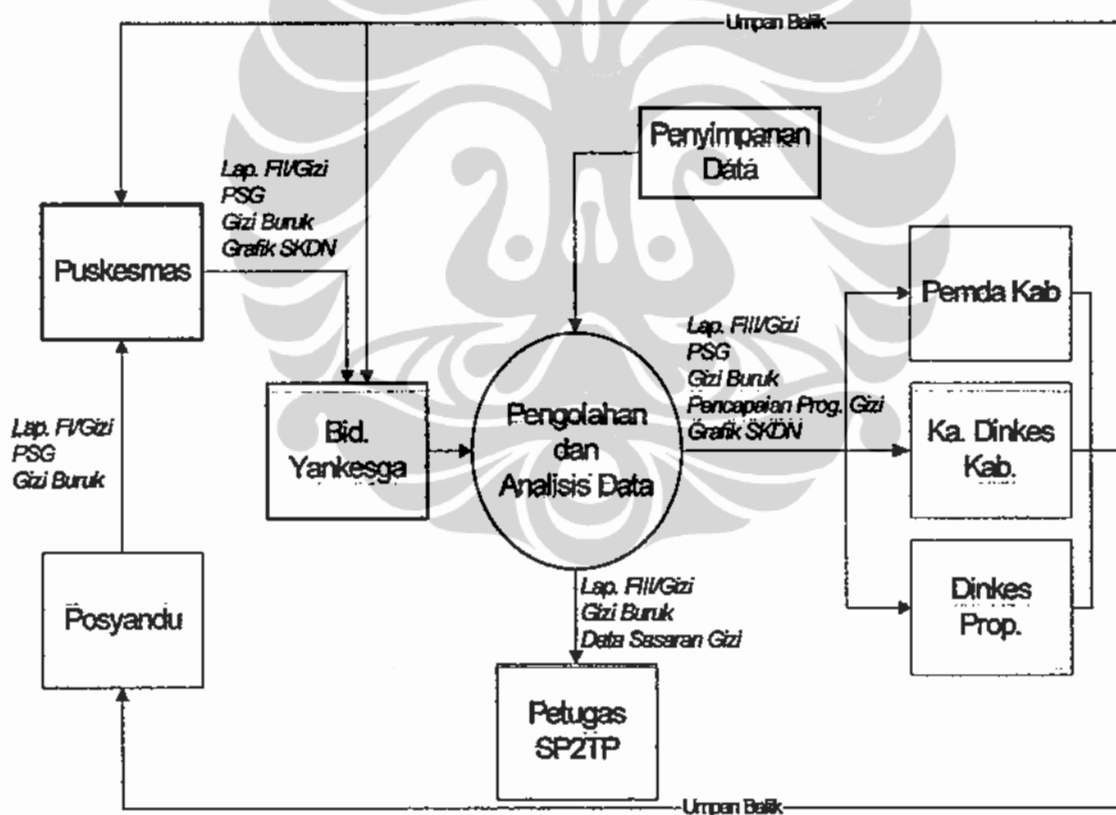 Umpan Balik
Penyimpanan
Data
Lap. FII/Gizi
PSG
Gizi Buruk
Grafik SKDN
Puskesmas
Pemda Kab
Lap. FIII/Gizi
PSG
Gizi Buruk
Pencapaian Prog. Gizi
Grafik SKDN
Bid.
Yankesga
Pengolahan
dan
Analisis Data
Ka. Dinkes
Kab.
Lap. FI/Gizi
PSG
Gizi Buruk
Posyandu
Lap. FIII/Gizi
Gizi Buruk
Data Sasaran Gizi
Dinkes
Prop.
Petugas
SP2TP
Umpan Balik